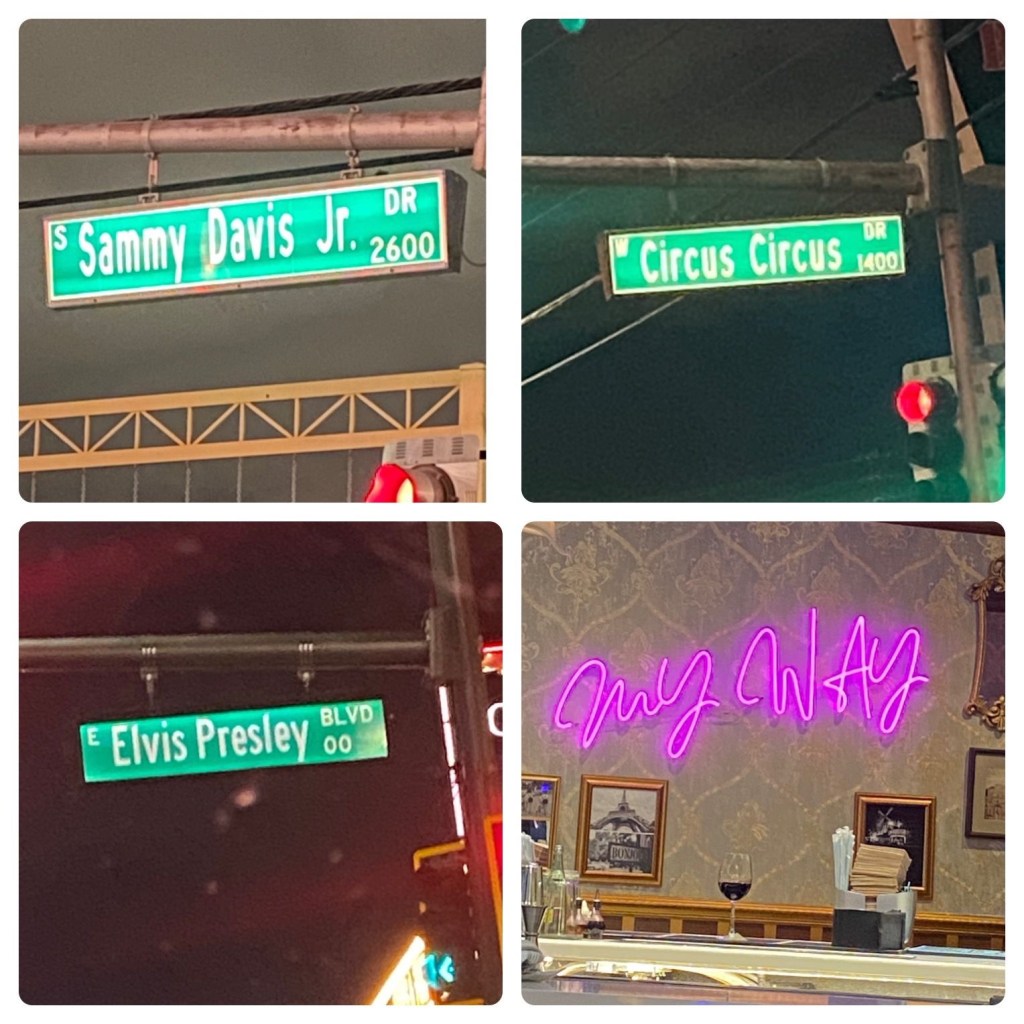 S Sammy Davis Jr. DR 2600
W Circus Circus DR 1400
E Elvis Presley BLVD 00
MY WAY